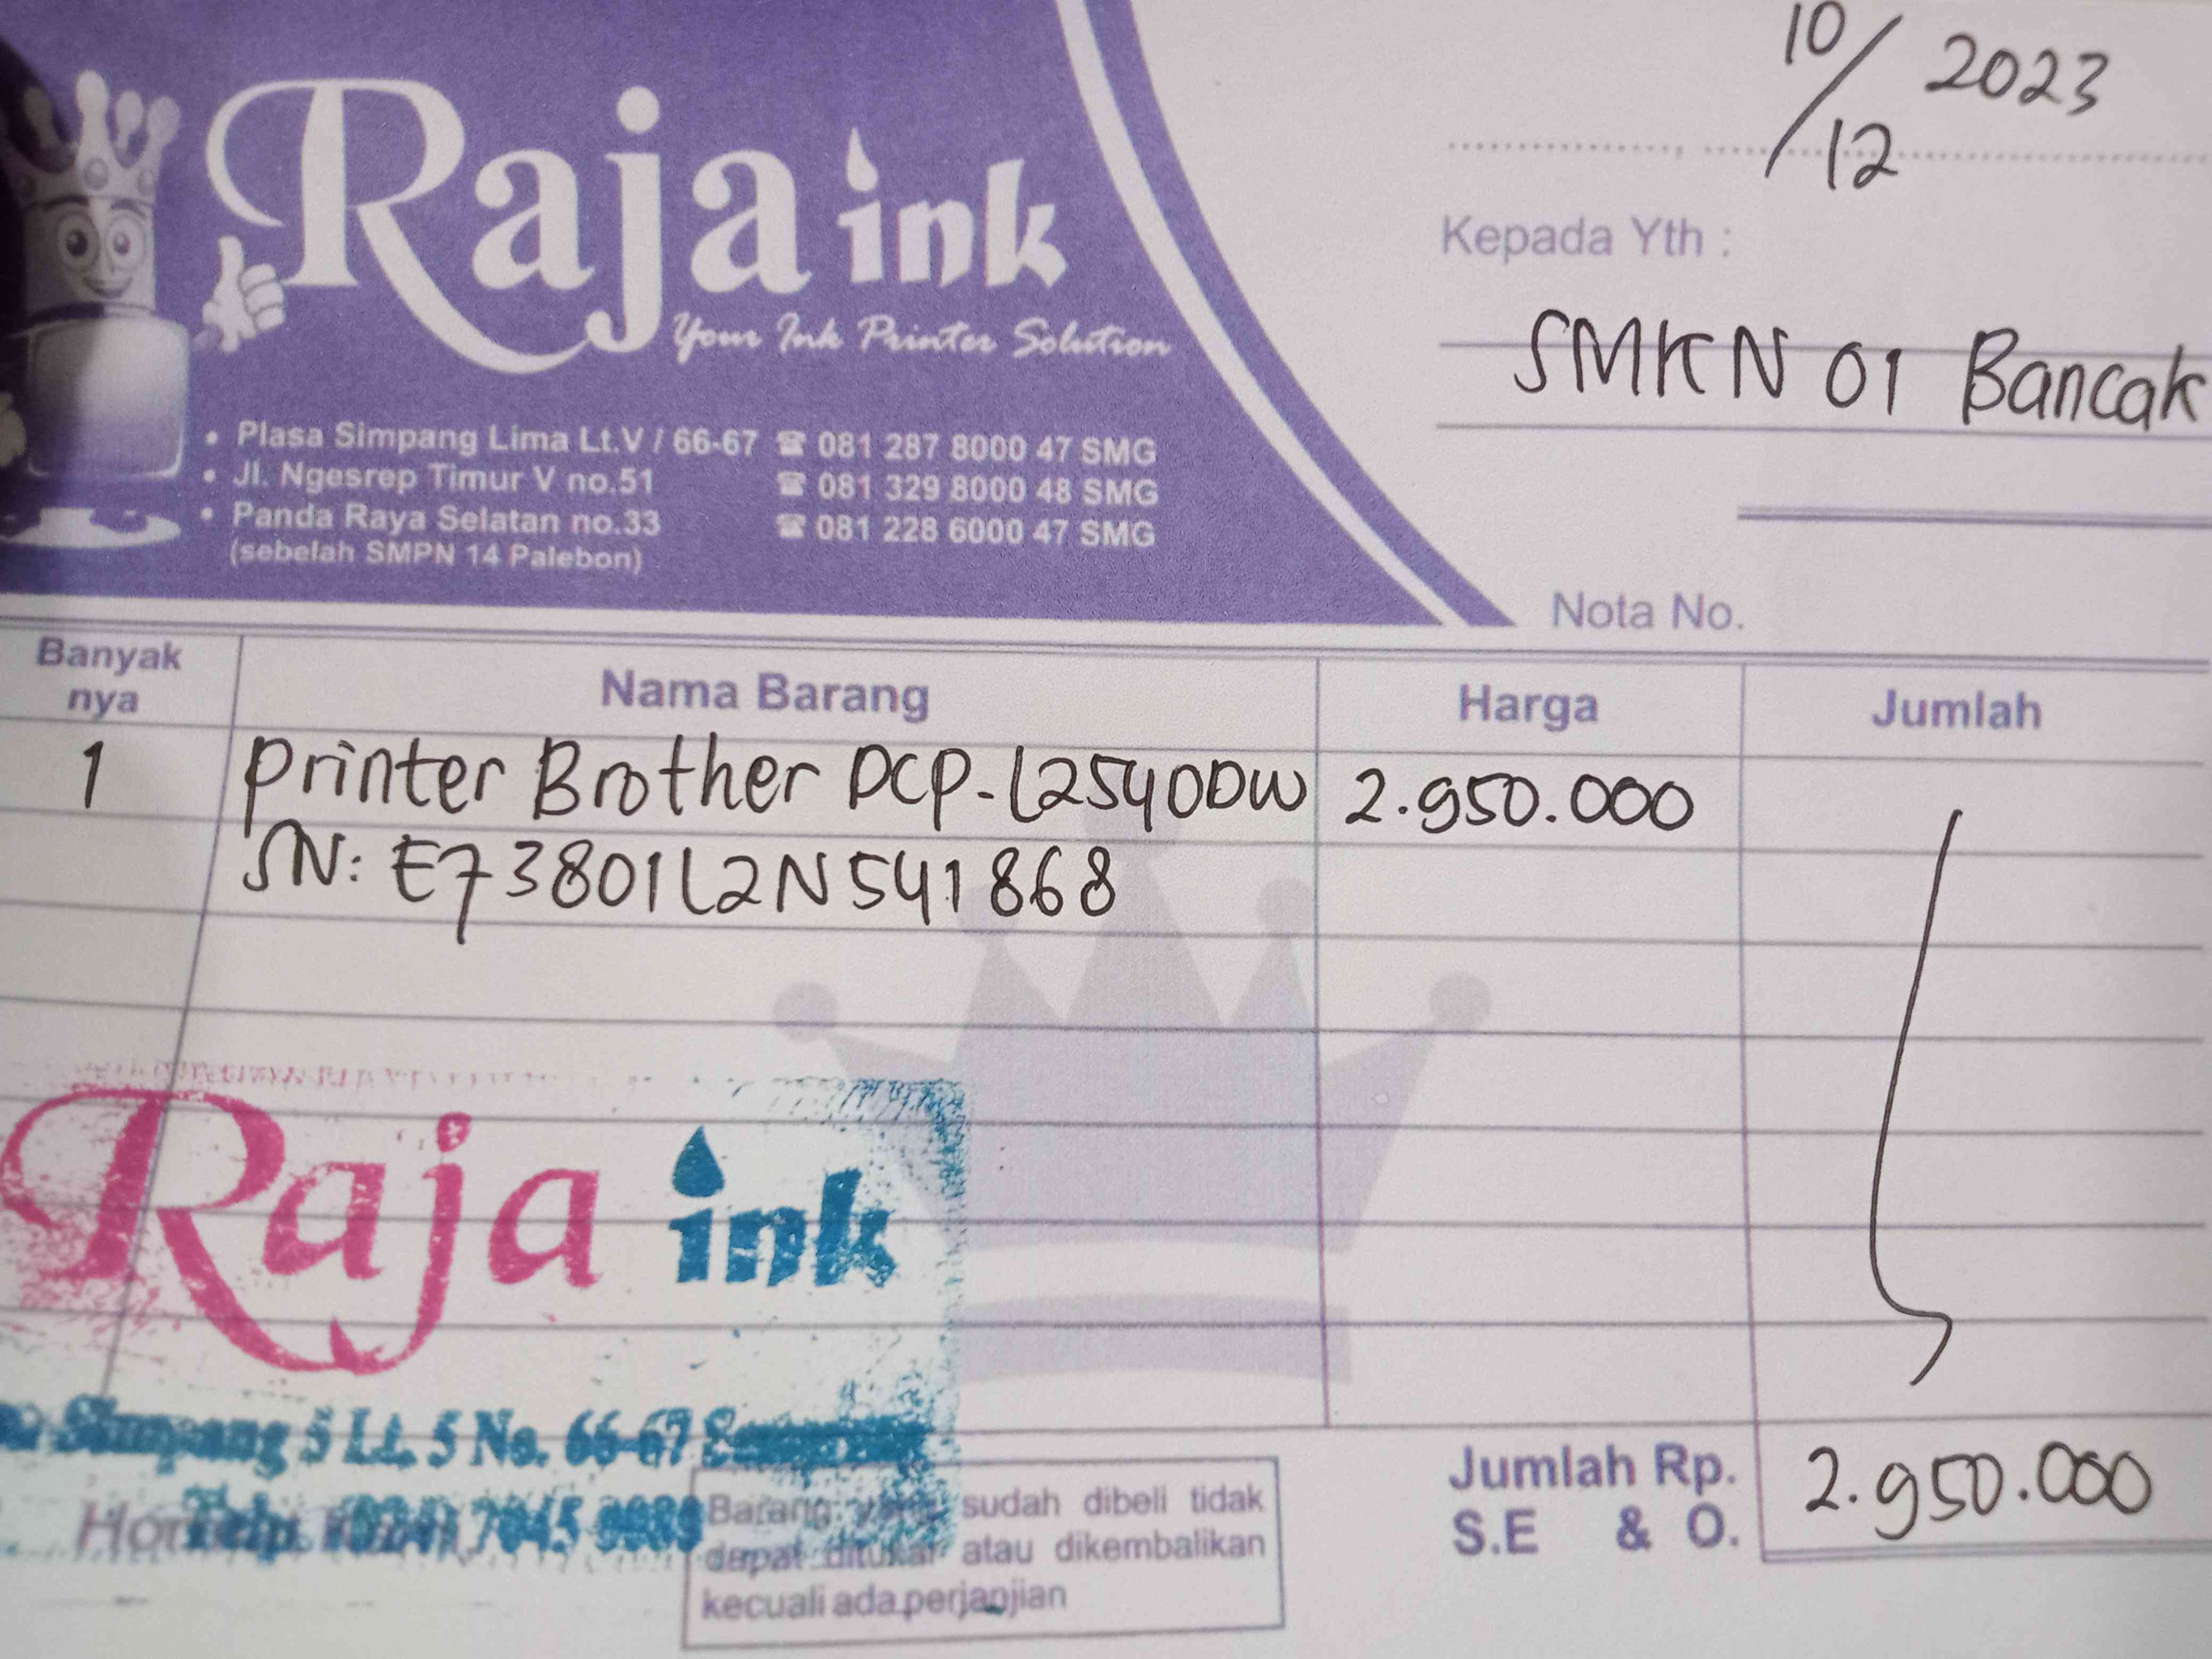 Raja ink
Your Ink Printer Solution
• Plasa Simpang Lima Lt.V / 66-67 ☎ 081 287 8000 47 SMG
• Jl. Ngesrep Timur V no.51 ☎ 081 329 8000 48 SMG
• Panda Raya Selatan no.33 ☎ 081 228 6000 47 SMG
(sebelah SMPN 14 Palebon)
10/12 2023
Kepada Yth :
SMKN 01 Bancak
Nota No.
Banyak nya Nama Barang Harga Jumlah
1 Printer Brother DCP-L2540DW 2.950.000
SN: E73801L2N541868
Raja ink
Simpang 5 Lt. 5 No. 66-67
Telp. (024) 7045
Barang yang sudah dibeli tidak
dapat ditukar atau dikembalikan
kecuali ada perjanjian
Jumlah Rp. 2.950.000
S.E & O.